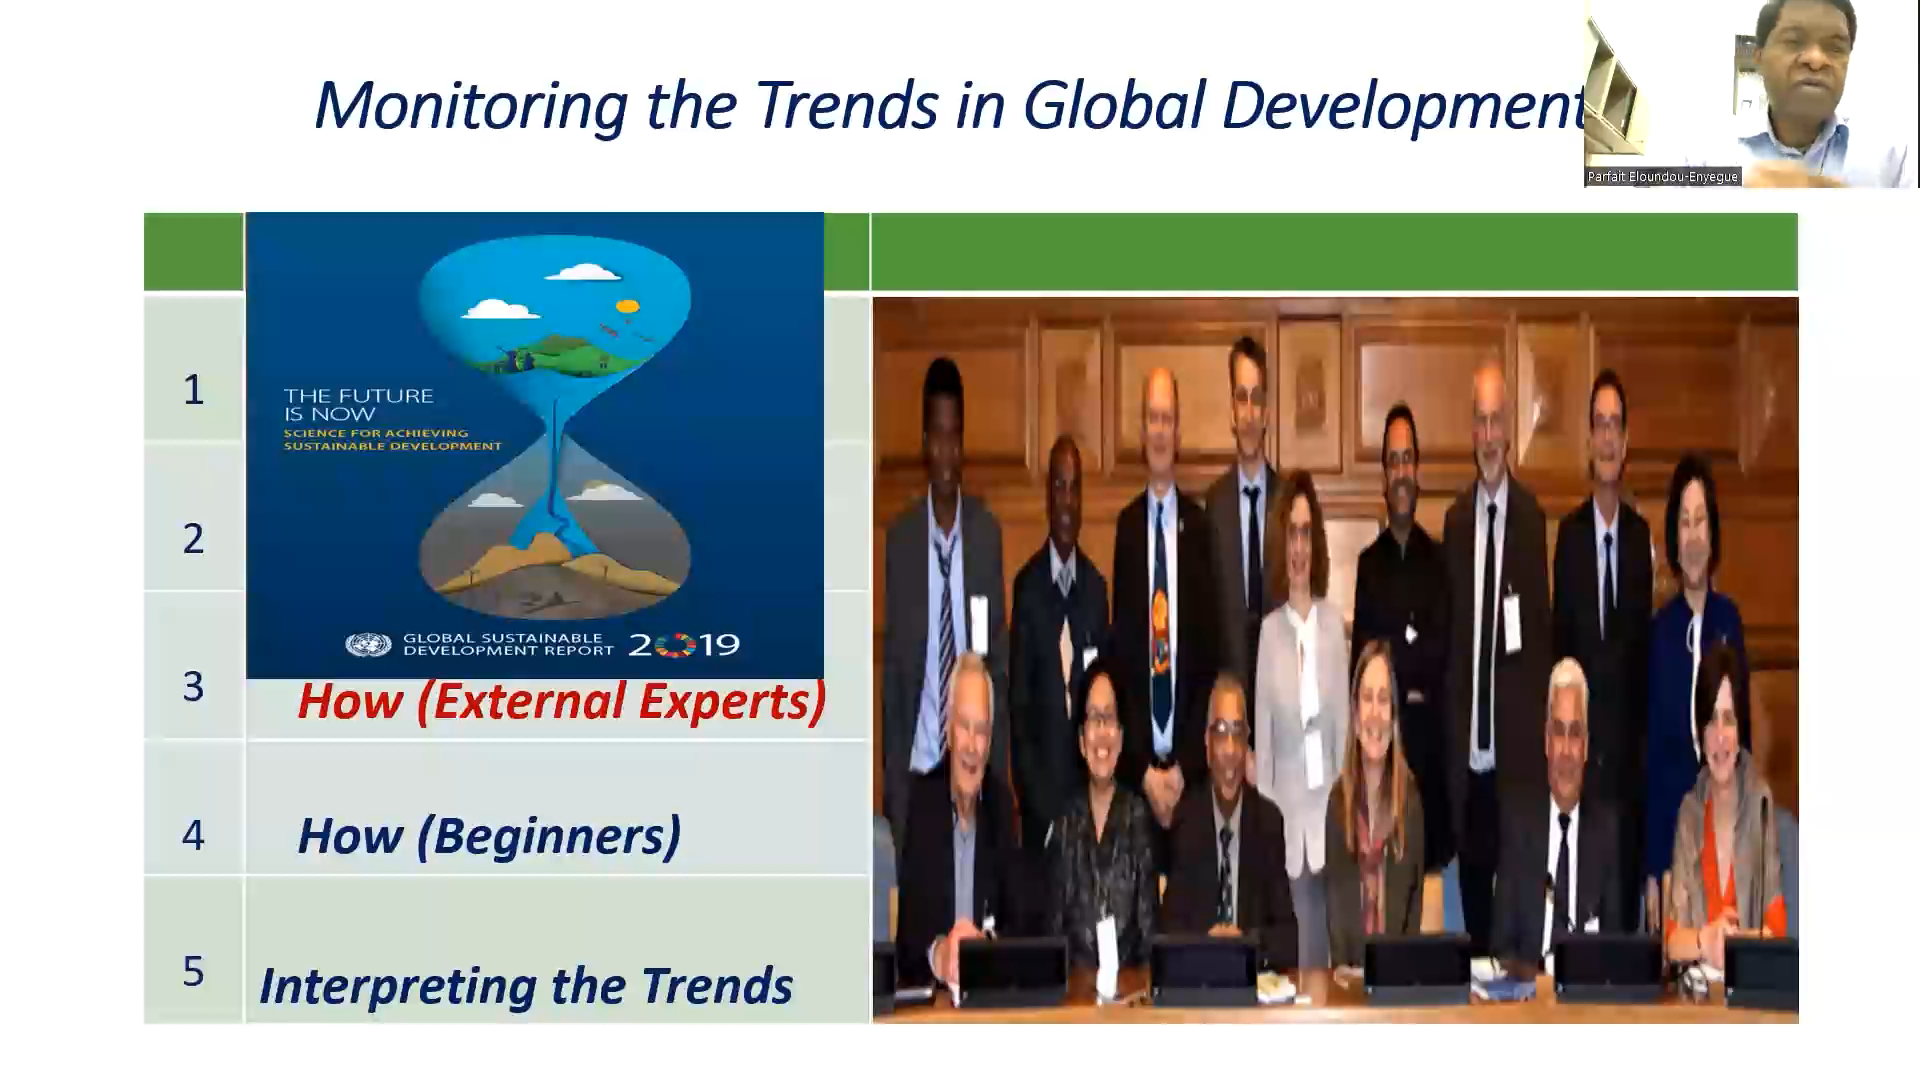 Monitoring the Trends in Global Development
Parfait Eloundou-Enyegue
1
THE FUTURE
IS NOW
SCIENCE FOR ACHIEVING
SUSTAINABLE DEVELOPMENT
2
GLOBAL SUSTAINABLE
DEVELOPMENT REPORT 2019
3
How (External Experts)
4
How (Beginners)
5
Interpreting the Trends